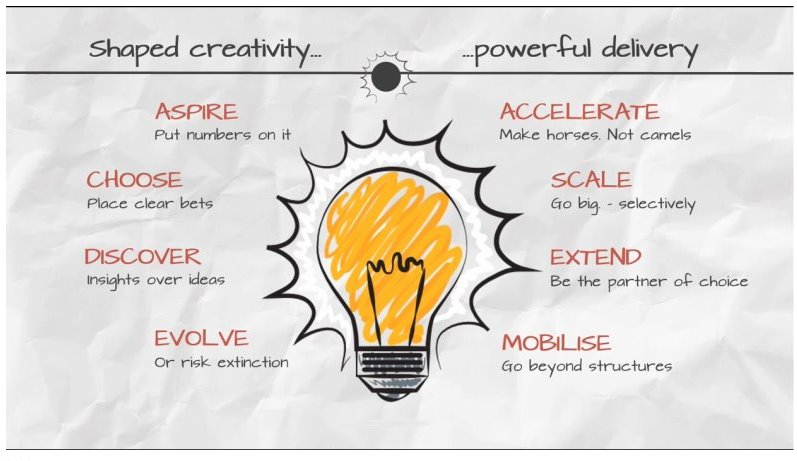 Shaped creativity...
...powerful delivery
ASPIRE
Put numbers on it
CHOOSE
Place clear bets
DISCOVER
Insights over ideas
EVOLVE
Or risk extinction
ACCELERATE
Make horses. Not camels
SCALE
Go big. - selectively
EXTEND
Be the partner of choice
MOBILISE
Go beyond structures